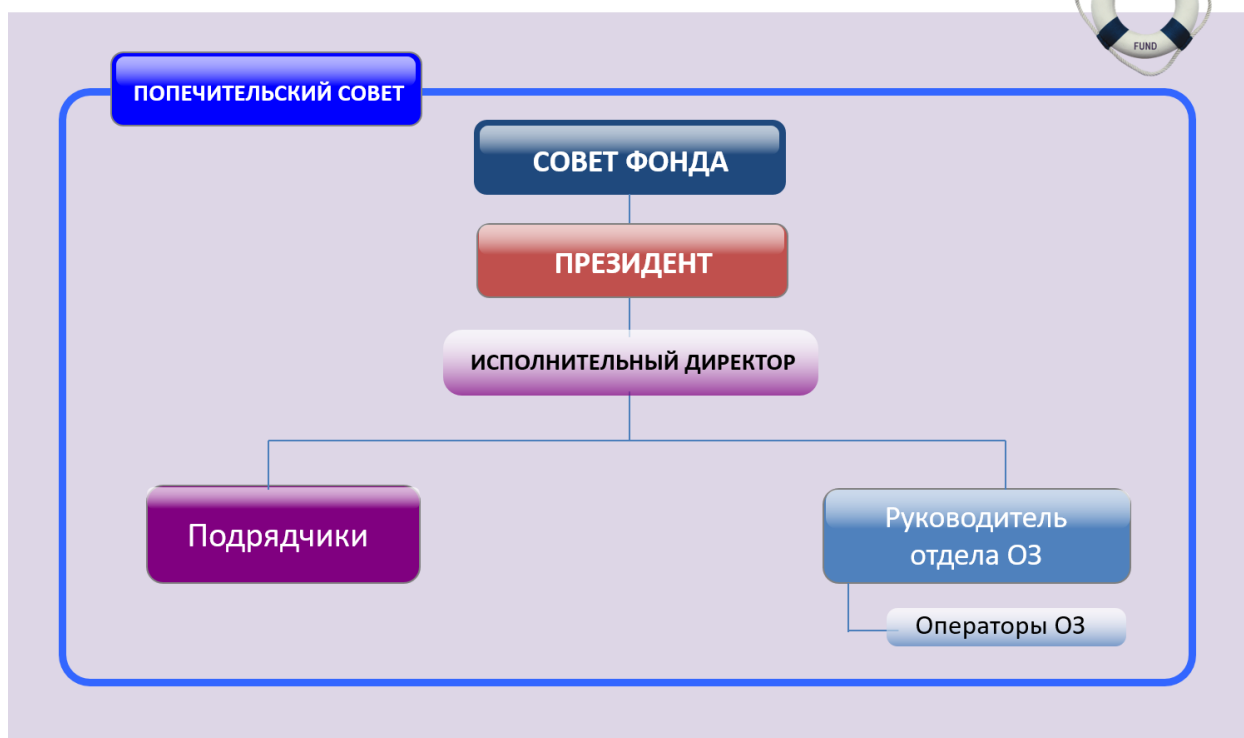 FUND
ПОПЕЧИТЕЛЬСКИЙ СОВЕТ
СОВЕТ ФОНДА
ПРЕЗИДЕНТ
ИСПОЛНИТЕЛЬНЫЙ ДИРЕКТОР
Подрядчики
Руководитель
отдела ОЗ
Операторы ОЗ